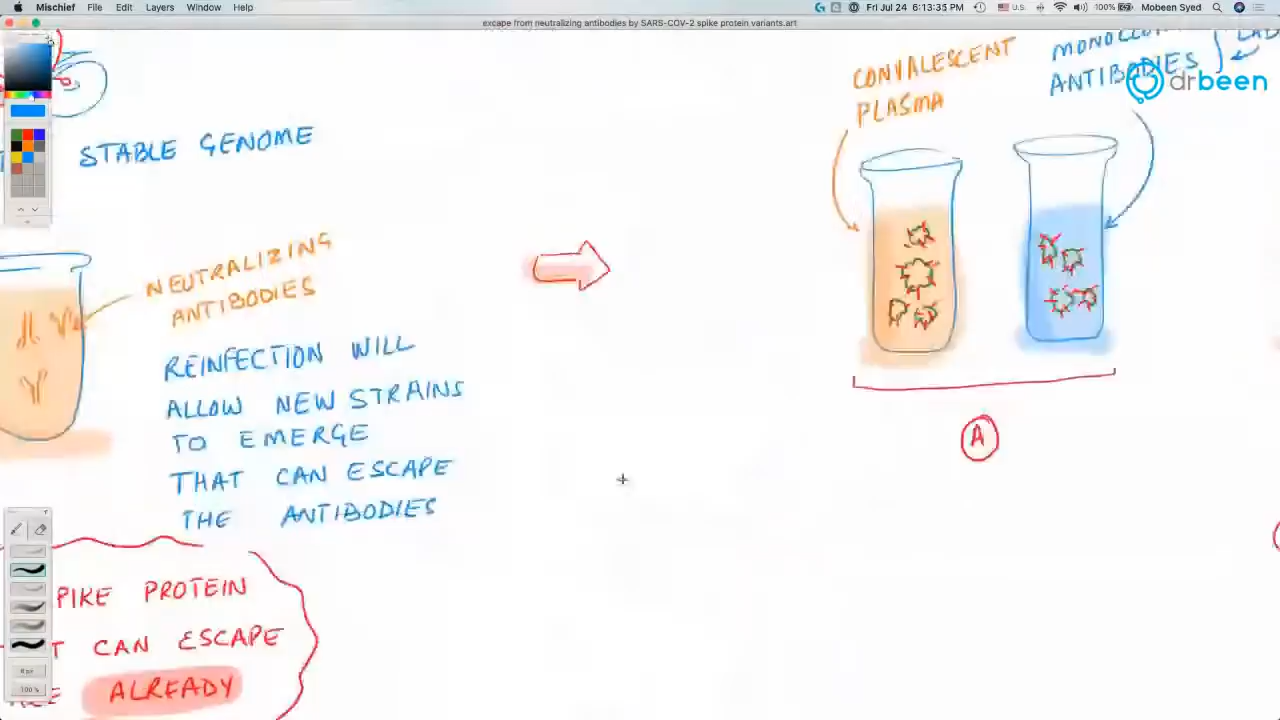 Mischief File Edit Layers Window Help
U.S. 100% Fri Jul 24 6:13:35 PM Mobeen Syed
excape from neutralizing antibodies by SARS-COV-2 spike protein variants.art
STABLE GENOME
NEUTRALIZING
ANTIBODIES
REINFECTION WILL
ALLOW NEW STRAINS
TO EMERGE
THAT CAN ESCAPE
THE ANTIBODIES
PIKE PROTEIN
CAN ESCAPE
ALREADY
CONVALESCENT
PLASMA
ANTIBODIES
drbeen
A
100%